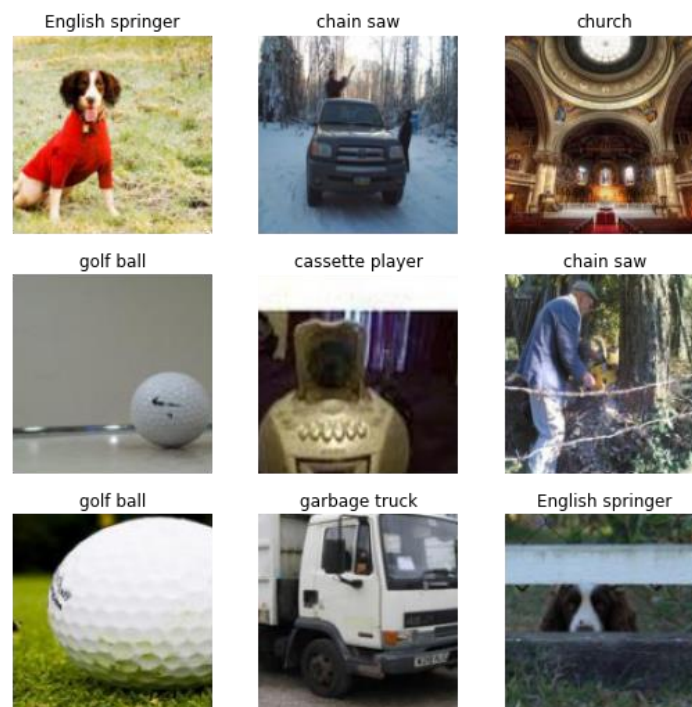 English springer
chain saw
church
golf ball
cassette player
chain saw
golf ball
garbage truck
English springer